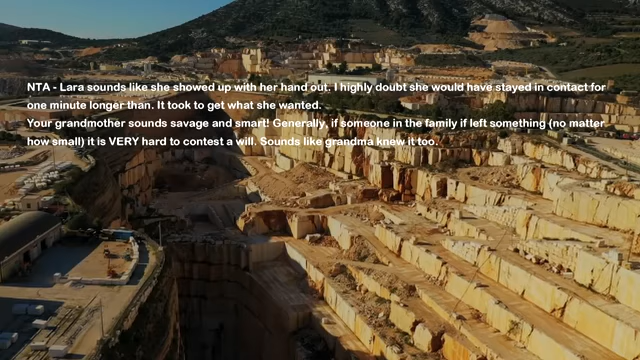 NTA - Lara sounds like she showed up with her hand out. I highly doubt she would have stayed in contact for
one minute longer than. It took to get what she wanted.
Your grandmother sounds savage and smart! Generally, if someone in the family if left something (no matter
how small) it is VERY hard to contest a will. Sounds like grandma knew it too.